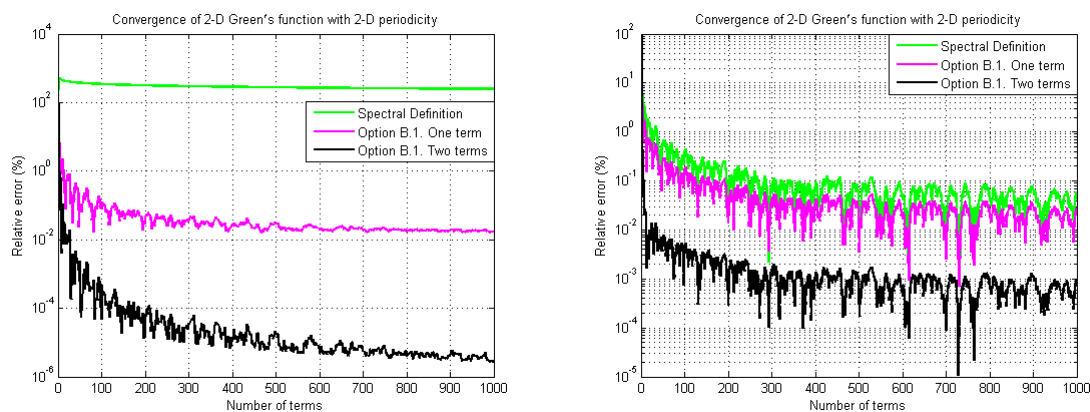 Convergence of 2-D Green's function with 2-D periodicity
10^4
10^2
10^0
10^-2
10^-4
10^-6
Relative error (%)
Spectral Definition
Option B.1. One term
Option B.1. Two terms
0 100 200 300 400 500 600 700 800 900 1000
Number of terms
Convergence of 2-D Green's function with 2-D periodicity
10^2
10^1
10^0
10^-1
10^-2
10^-3
10^-4
10^-5
Relative error (%)
Spectral Definition
Option B.1. One term
Option B.1. Two terms
0 100 200 300 400 500 600 700 800 900 1000
Number of terms